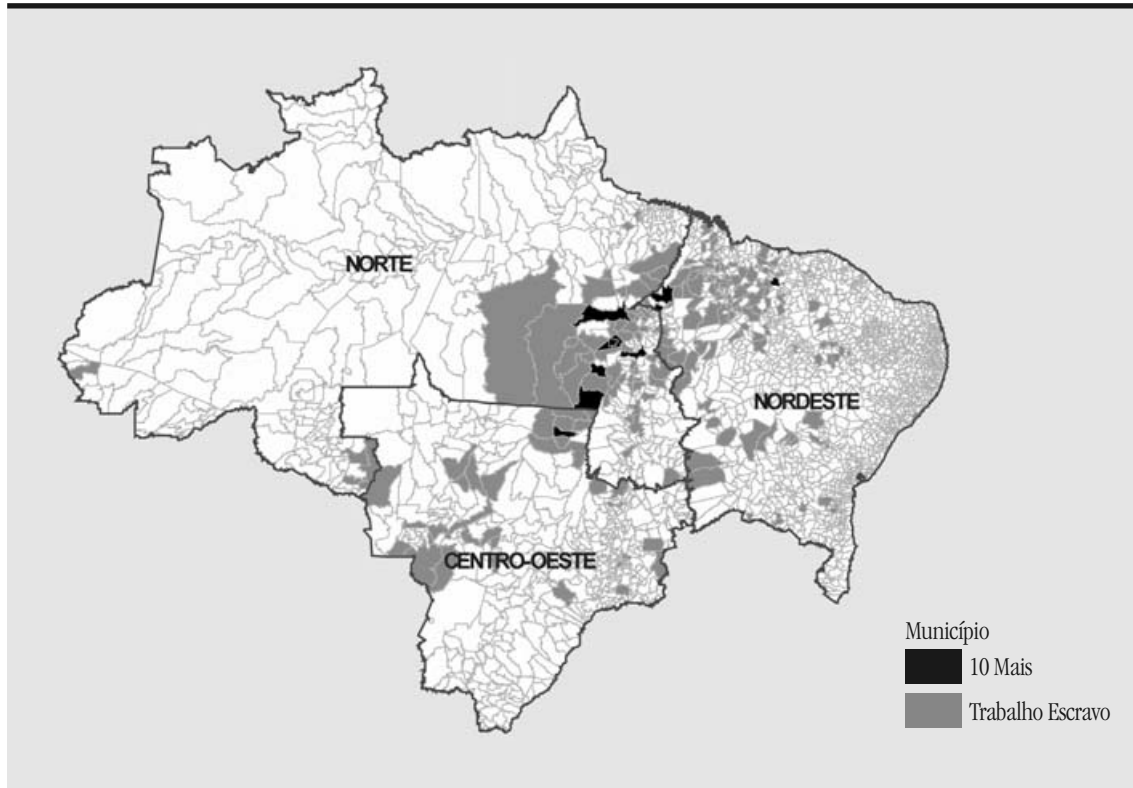 NORTE
NORDESTE
CENTRO-OESTE
Município
10 Mais
Trabalho Escravo